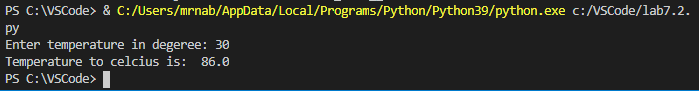 PS C:\VSCode> & C:/Users/mrnab/AppData/Local/Programs/Python/Python39/python.exe c:/VSCode/lab7.2.
py
Enter temperature in degeree: 30
Temperature to celcius is:  86.0
PS C:\VSCode>